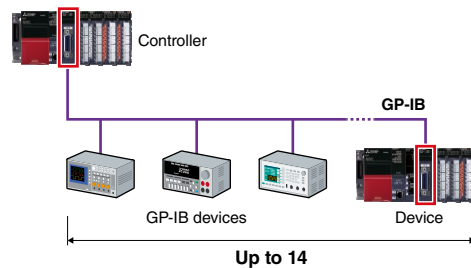 Controller
GP-IB
GP-IB devices
Device
Up to 14